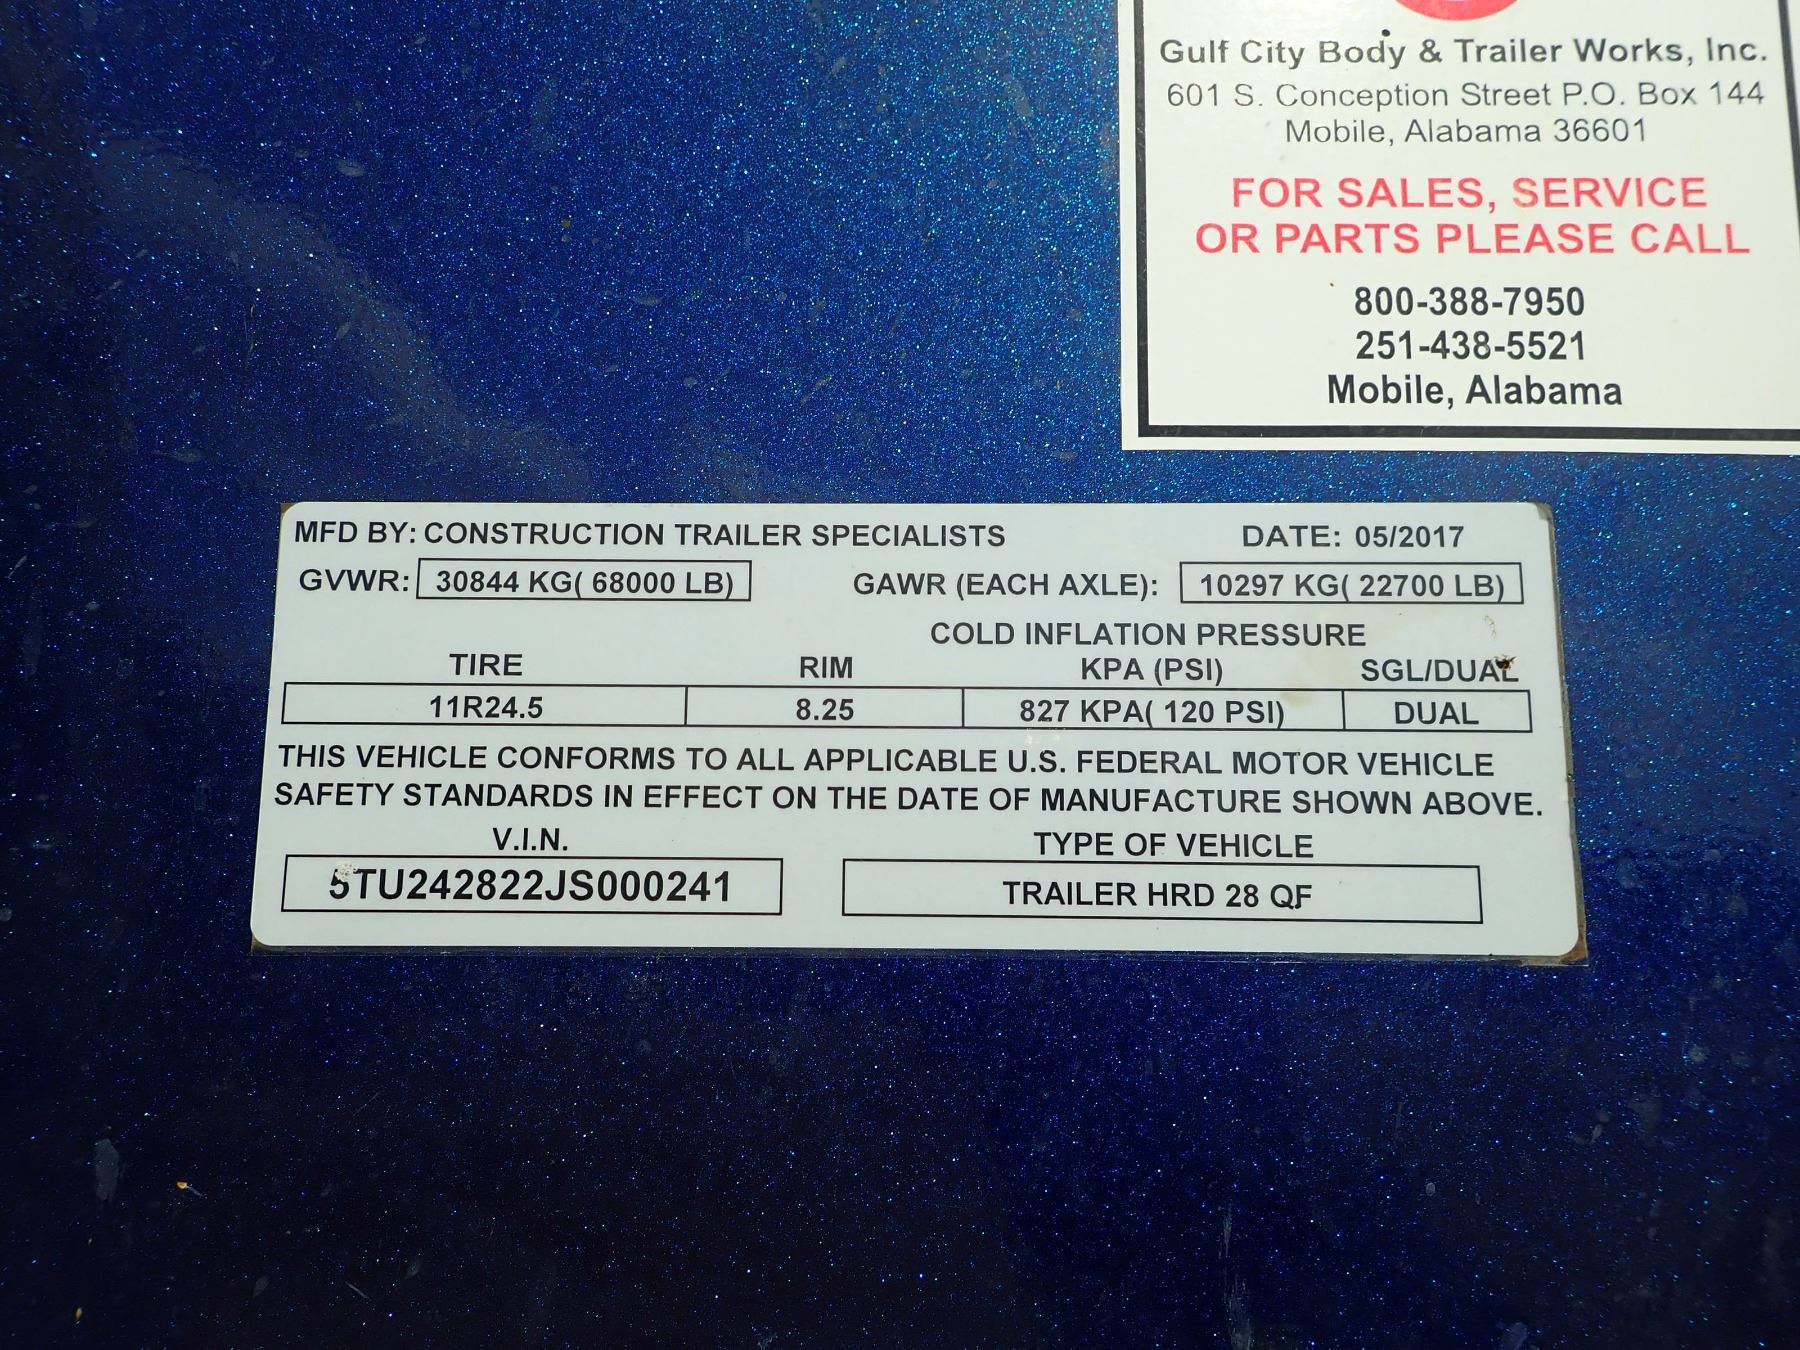 Gulf City Body & Trailer Works, Inc.
601 S. Conception Street P.O. Box 144
Mobile, Alabama 36601
FOR SALES, SERVICE
OR PARTS PLEASE CALL
800-388-7950
251-438-5521
Mobile, Alabama
MFD BY: CONSTRUCTION TRAILER SPECIALISTS DATE: 05/2017
GVWR: 30844 KG( 68000 LB) GAWR (EACH AXLE): 10297 KG( 22700 LB)
COLD INFLATION PRESSURE
TIRE RIM KPA (PSI) SGL/DUAL
11R24.5 8.25 827 KPA( 120 PSI) DUAL
THIS VEHICLE CONFORMS TO ALL APPLICABLE U.S. FEDERAL MOTOR VEHICLE
SAFETY STANDARDS IN EFFECT ON THE DATE OF MANUFACTURE SHOWN ABOVE.
V.I.N. TYPE OF VEHICLE
5TU242822JS000241 TRAILER HRD 28 QF